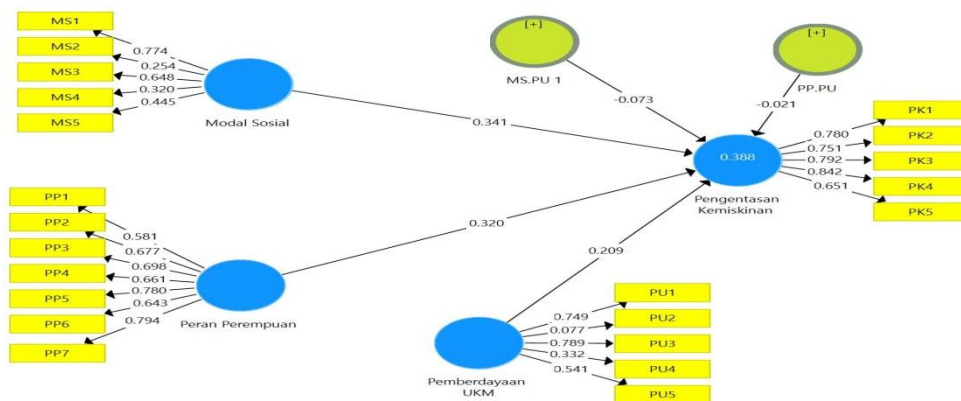 MS1
MS2
MS3
MS4
MS5
0.774
0.254
0.648
0.320
0.445
Modal Sosial
[+]
MS.PU 1
[+]
PP.PU
-0.073
-0.021
0.341
0.388
Pengentasan
Kemiskinan
0.780
0.751
0.792
0.842
0.651
PK1
PK2
PK3
PK4
PK5
PP1
PP2
PP3
PP4
PP5
PP6
PP7
0.581
0.677
0.698
0.661
0.780
0.643
0.794
Peran Perempuan
0.320
0.209
Pemberdayaan
UKM
0.749
0.077
0.789
0.332
0.541
PU1
PU2
PU3
PU4
PU5